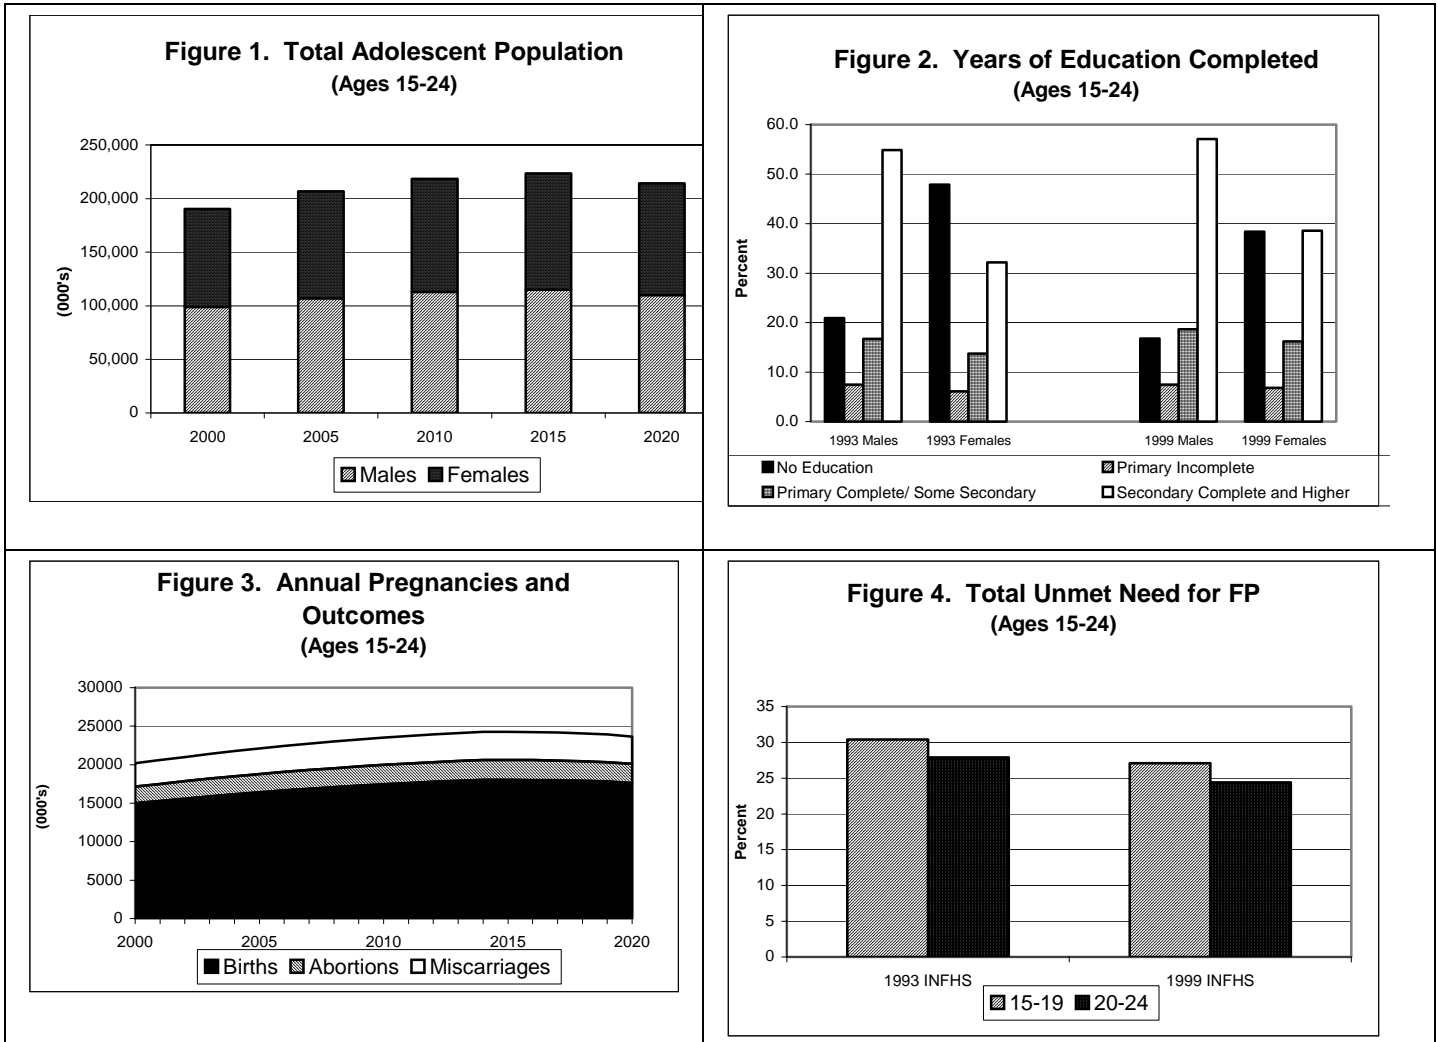 Figure 1.  Total Adolescent Population
(Ages 15-24)
(000's)
250,000
200,000
150,000
100,000
50,000
0
2000 2005 2010 2015 2020
Males Females
Figure 2.  Years of Education Completed
(Ages 15-24)
Percent
60.0
50.0
40.0
30.0
20.0
10.0
0.0
1993 Males 1993 Females 1999 Males 1999 Females
No Education Primary Incomplete
Primary Complete/ Some Secondary Secondary Complete and Higher
Figure 3.  Annual Pregnancies and
Outcomes
(Ages 15-24)
(000's)
30000
25000
20000
15000
10000
5000
0
2000 2005 2010 2015 2020
Births Abortions Miscarriages
Figure 4.  Total Unmet Need for FP
(Ages 15-24)
Percent
35
30
25
20
15
10
5
0
1993 INFHS 1999 INFHS
15-19 20-24